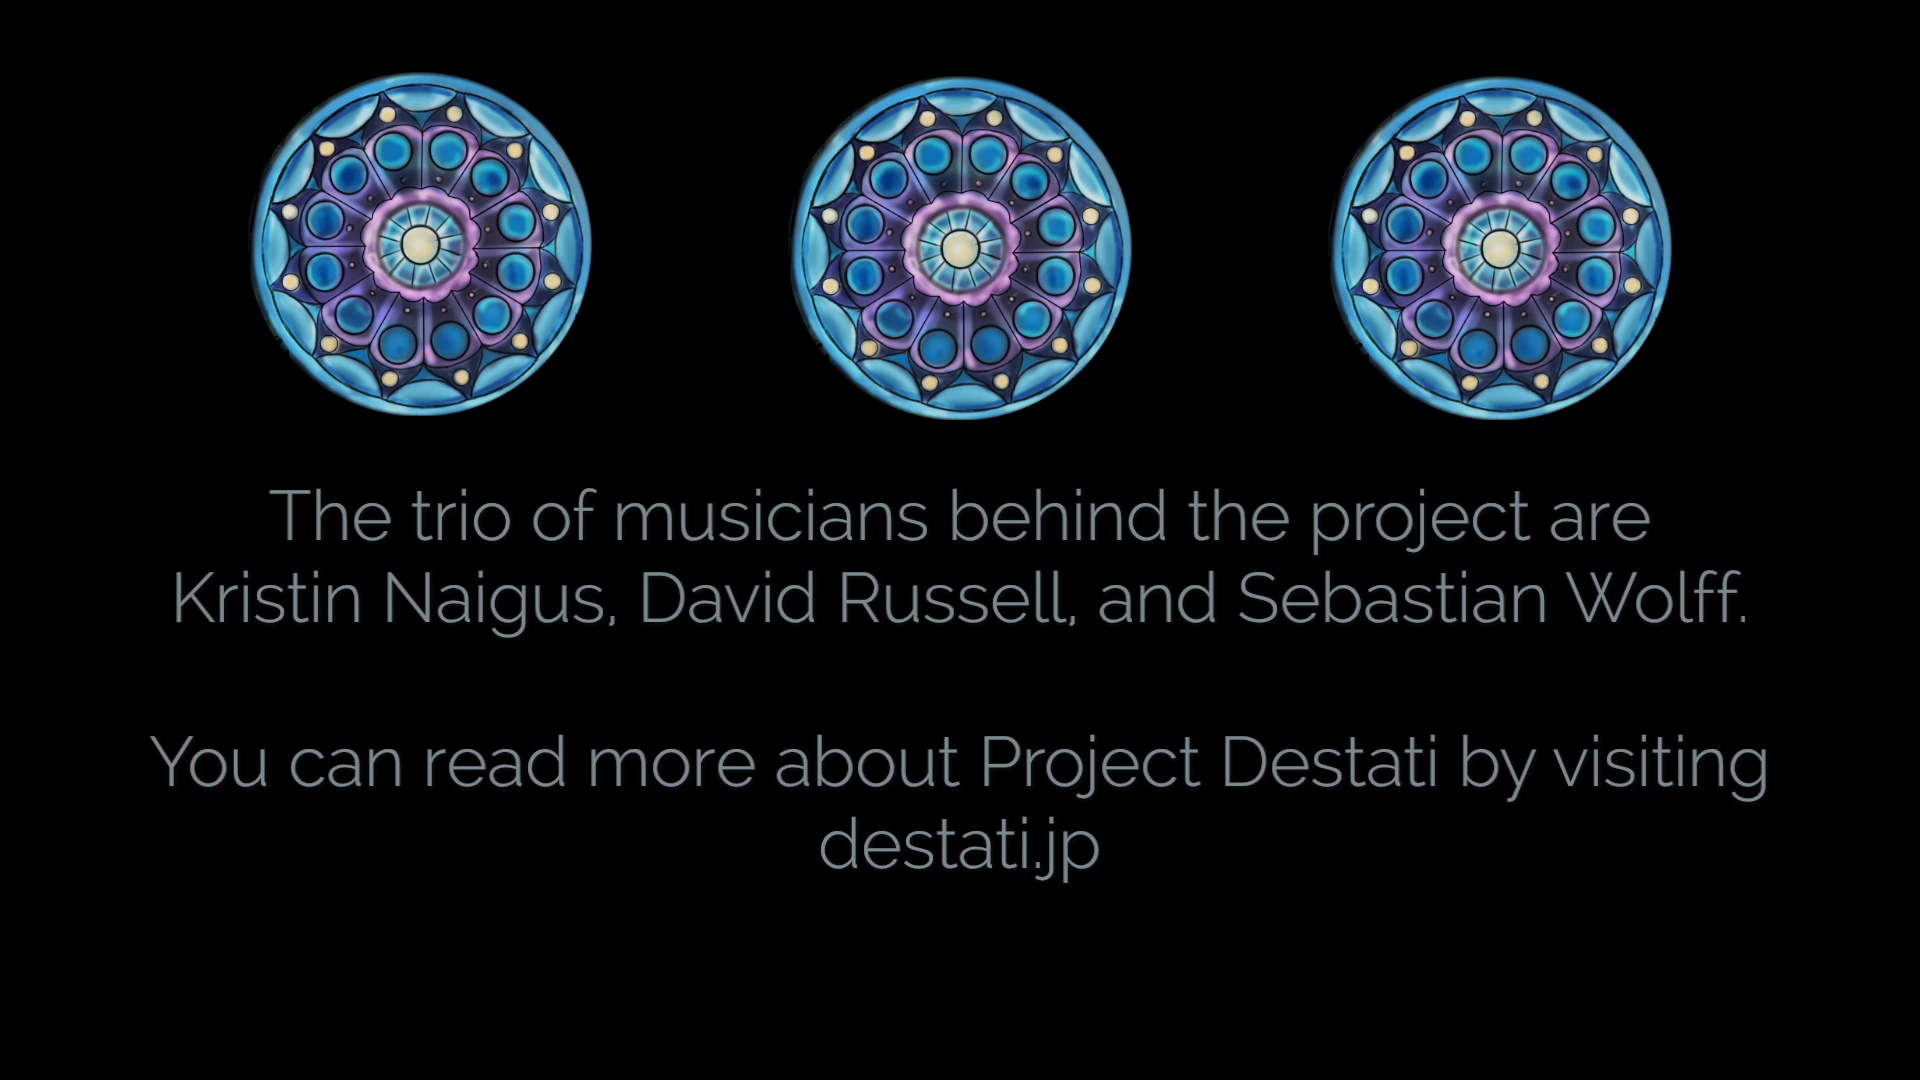 The trio of musicians behind the project are
Kristin Naigus, David Russell, and Sebastian Wolff.
You can read more about Project Destati by visiting
destati.jp